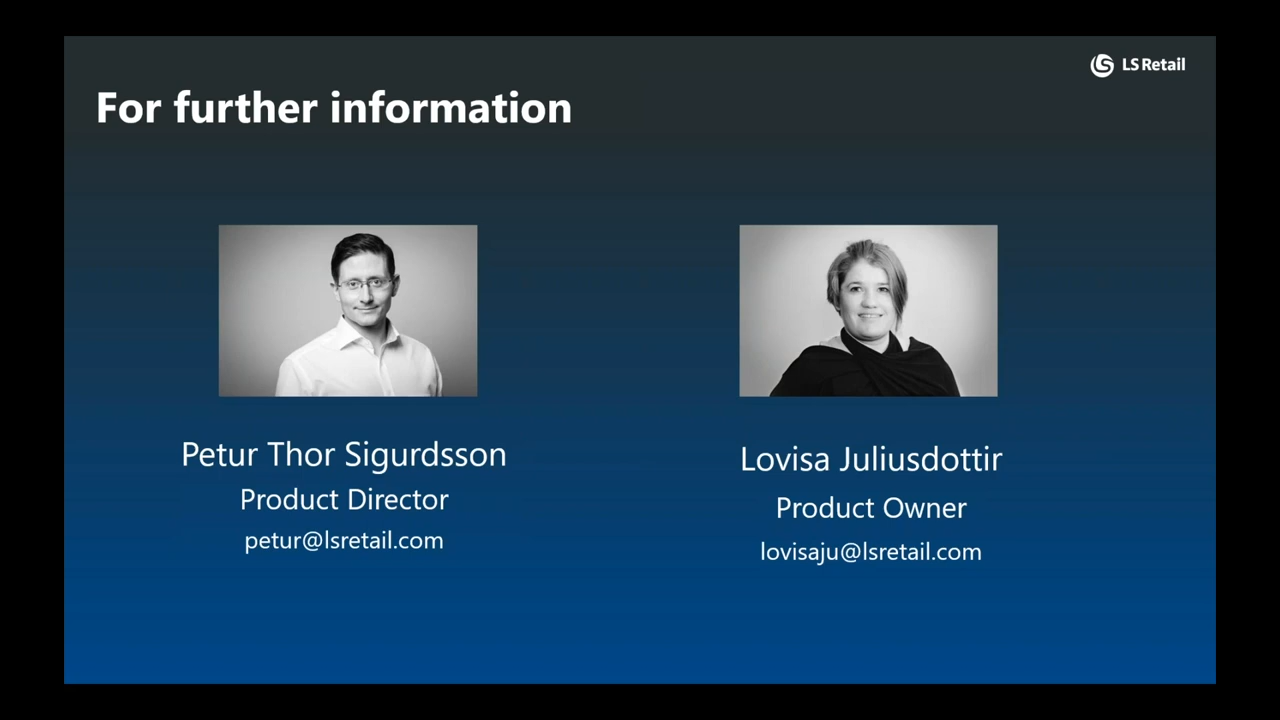 LS Retail
For further information
Petur Thor Sigurdsson
Product Director
petur@lsretail.com
Lovisa Juliusdottir
Product Owner
lovisaju@lsretail.com